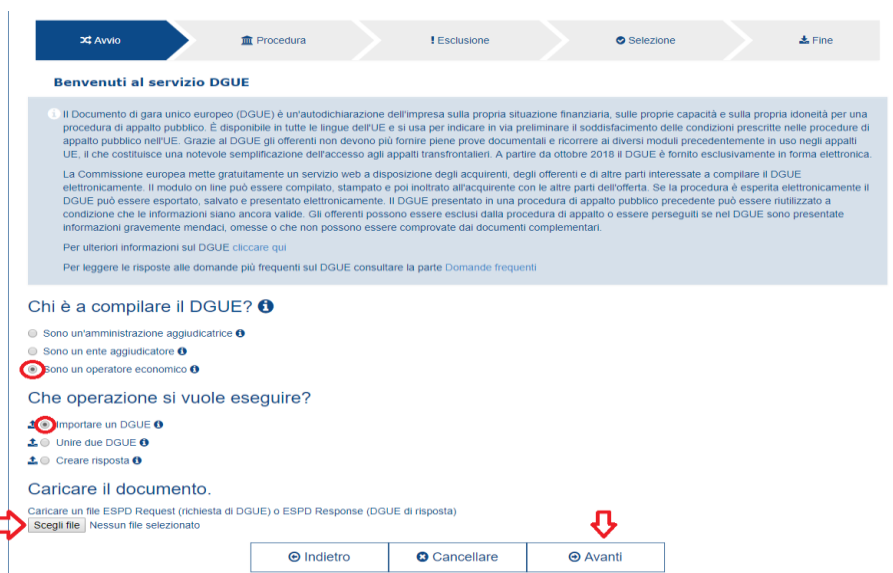 Avvio
Procedura
Esclusione
Selezione
Fine
Benvenuti al servizio DGUE
Il Documento di gara unico europeo (DGUE) è un'autodichiarazione dell'impresa sulla propria situazione finanziaria, sulle proprie capacità e sulla propria idoneità per una
procedura di appalto pubblico. È disponibile in tutte le lingue dell'UE e si usa per indicare in via preliminare il soddisfacimento delle condizioni prescritte nelle procedure di
appalto pubblico nell'UE. Grazie al DGUE gli offerenti non devono più fornire piene prove documentali e ricorrere ai diversi moduli precedentemente in uso negli appalti
UE, il che costituisce una notevole semplificazione dell'accesso agli appalti transfrontalieri. A partire da ottobre 2018 il DGUE è fornito esclusivamente in forma elettronica.
La Commissione europea mette gratuitamente un servizio web a disposizione degli acquirenti, degli offerenti e di altre parti interessate a compilare il DGUE
elettronicamente. Il modulo on line può essere compilato, stampato e poi inoltrato all'acquirente con le altre parti dell'offerta. Se la procedura è esperita elettronicamente il
DGUE può essere esportato, salvato e presentato elettronicamente. Il DGUE presentato in una procedura di appalto pubblico precedente può essere riutilizzato a
condizione che le informazioni siano ancora valide. Gli offerenti possono essere esclusi dalla procedura di appalto o essere perseguiti se nel DGUE sono presentate
informazioni gravemente mendaci, omesse o che non possono essere comprovate dai documenti complementari.
Per ulteriori informazioni sul DGUE cliccare qui
Per leggere le risposte alle domande più frequenti sul DGUE consultare la parte Domande frequenti
Chi è a compilare il DGUE?
Sono un'amministrazione aggiudicatrice
Sono un ente aggiudicatore
Sono un operatore economico
Che operazione si vuole eseguire?
Importare un DGUE
Unire due DGUE
Creare risposta
Caricare il documento.
Caricare un file ESPD Request (richiesta di DGUE) o ESPD Response (DGUE di risposta)
Scegli file Nessun file selezionato
Indietro
Cancellare
Avanti